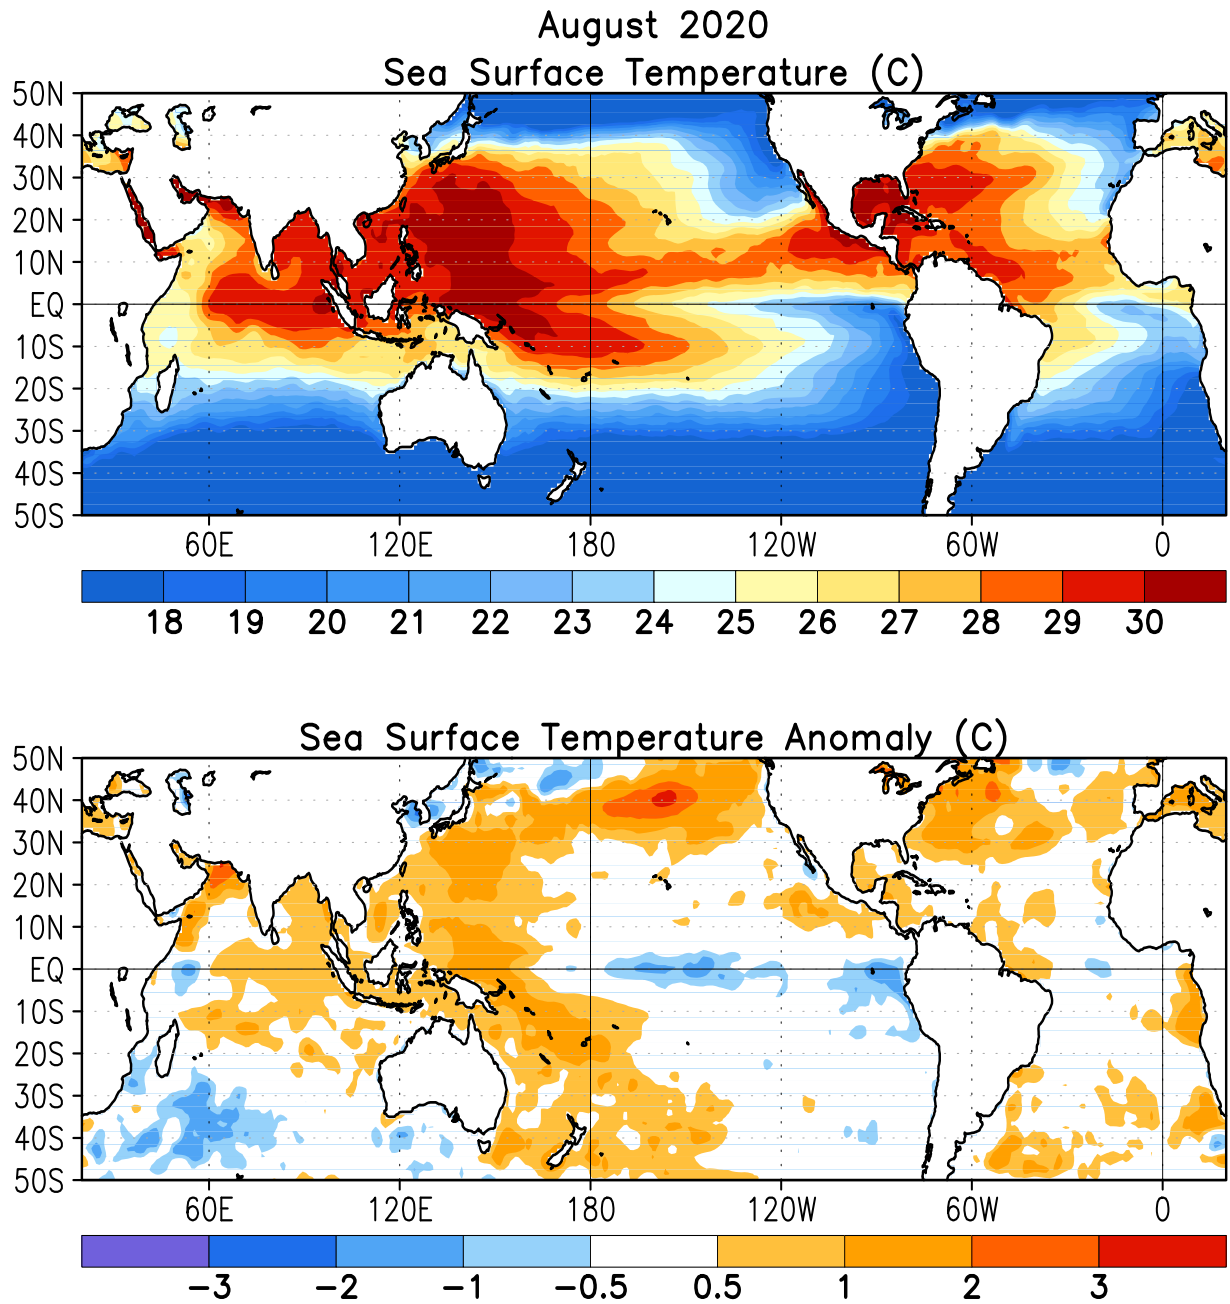 August 2020
Sea Surface Temperature (C)
50N
40N
30N
20N
10N
EQ
10S
20S
30S
40S
50S
60E 120E 180 120W 60W 0
18 19 20 21 22 23 24 25 26 27 28 29 30
Sea Surface Temperature Anomaly (C)
50N
40N
30N
20N
10N
EQ
10S
20S
30S
40S
50S
60E 120E 180 120W 60W 0
−3 −2 −1 −0.5 0.5 1 2 3